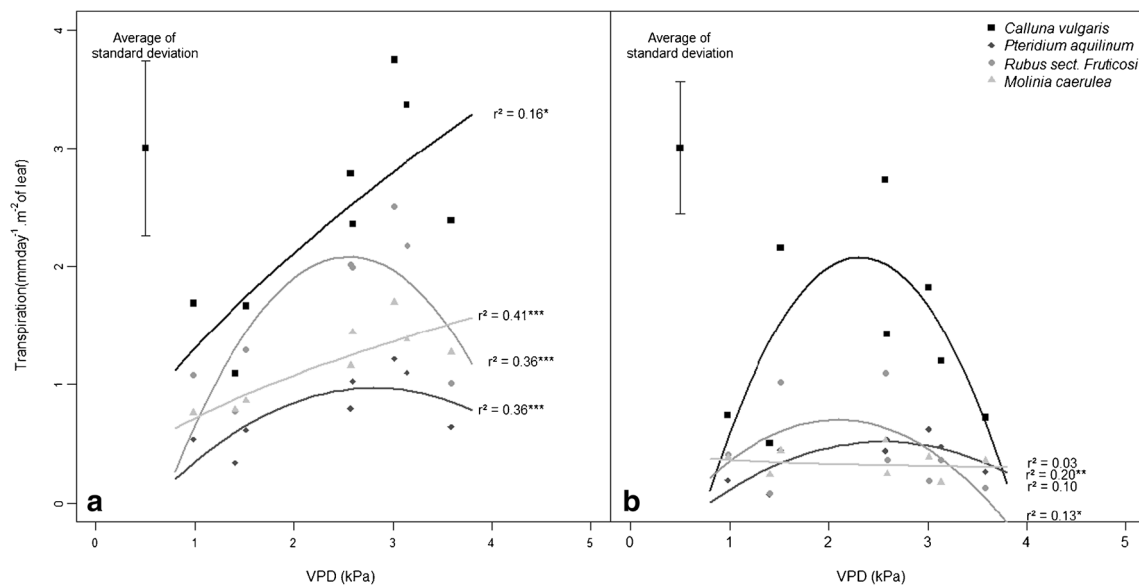 Average of
standard deviation
r² = 0.16*
r² = 0.41***
r² = 0.36***
r² = 0.36***
a
4
3
2
1
0
Transpiration(mmday⁻¹.m⁻²of leaf)
0 1 2 3 4 5
VPD (kPa)
Average of
standard deviation
Calluna vulgaris
Pteridium aquilinum
Rubus sect. Fruticosi
Molinia caerulea
r² = 0.03
r² = 0.20**
r² = 0.10
r² = 0.13*
b
0 1 2 3 4 5
VPD (kPa)